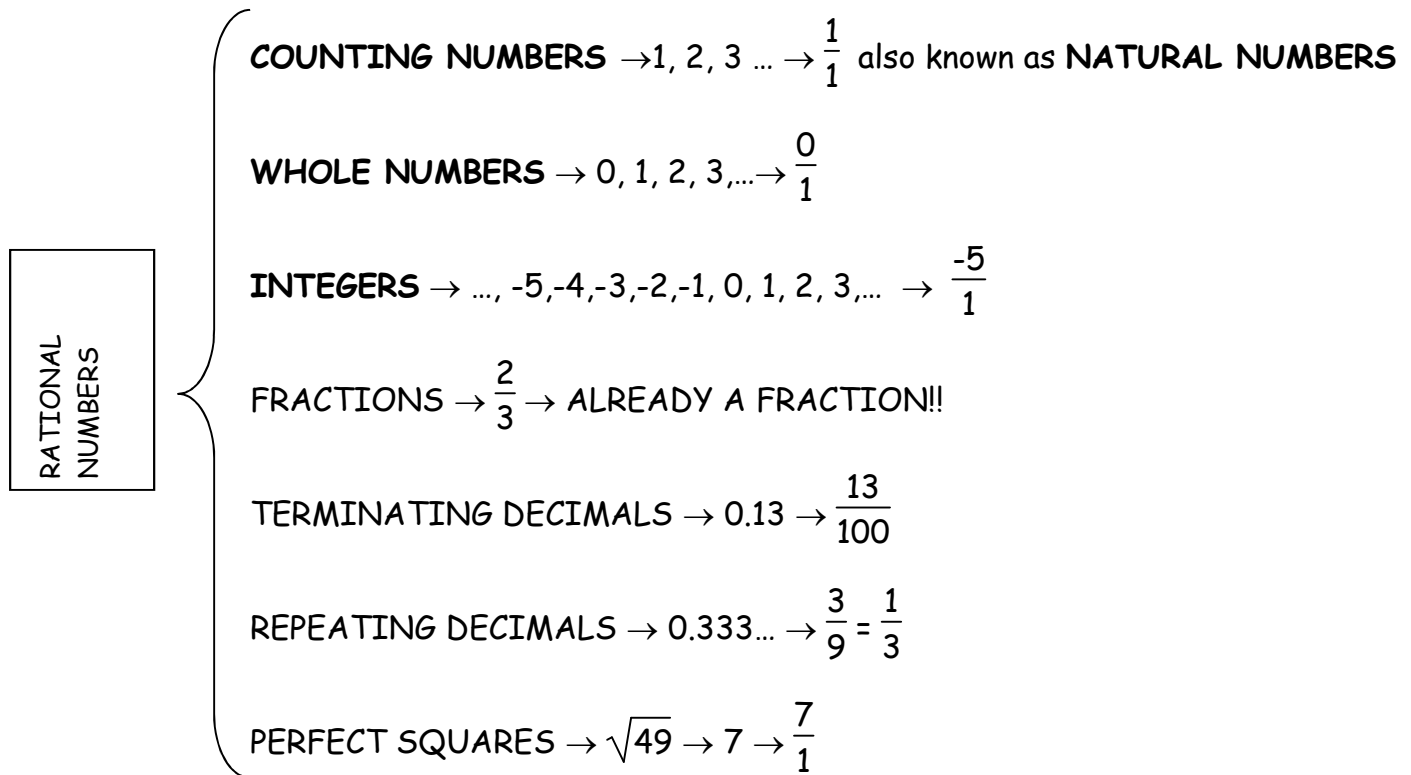 COUNTING NUMBERS →1, 2, 3 … → 1/1 also known as NATURAL NUMBERS
WHOLE NUMBERS → 0, 1, 2, 3,…→ 0/1
INTEGERS → …, -5,-4,-3,-2,-1, 0, 1, 2, 3,… → -5/1
RATIONAL
NUMBERS
FRACTIONS → 2/3 → ALREADY A FRACTION!!
TERMINATING DECIMALS → 0.13 → 13/100
REPEATING DECIMALS → 0.333… → 3/9 = 1/3
PERFECT SQUARES → √49 → 7 → 7/1